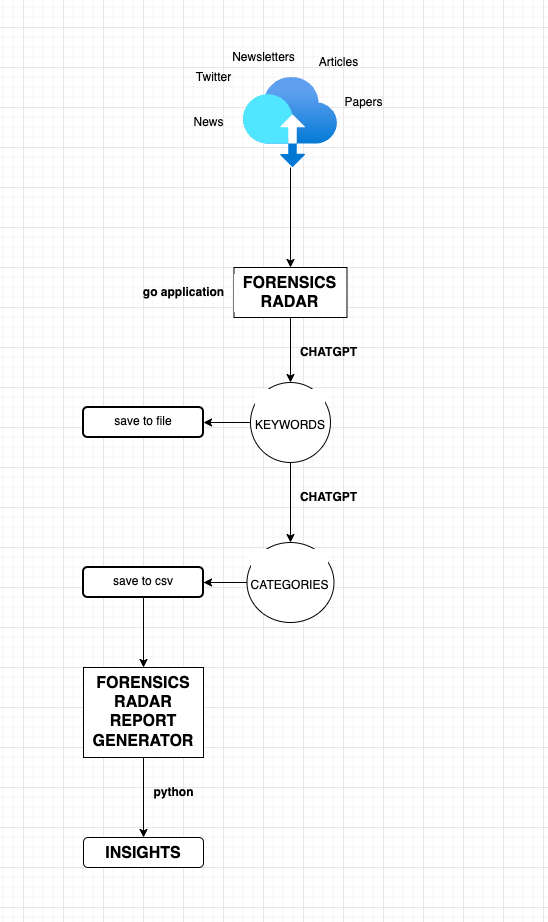 Newsletters
Articles
Twitter
Papers
News
go application
FORENSICS
RADAR
CHATGPT
save to file
KEYWORDS
CHATGPT
save to csv
CATEGORIES
FORENSICS
RADAR
REPORT
GENERATOR
python
INSIGHTS